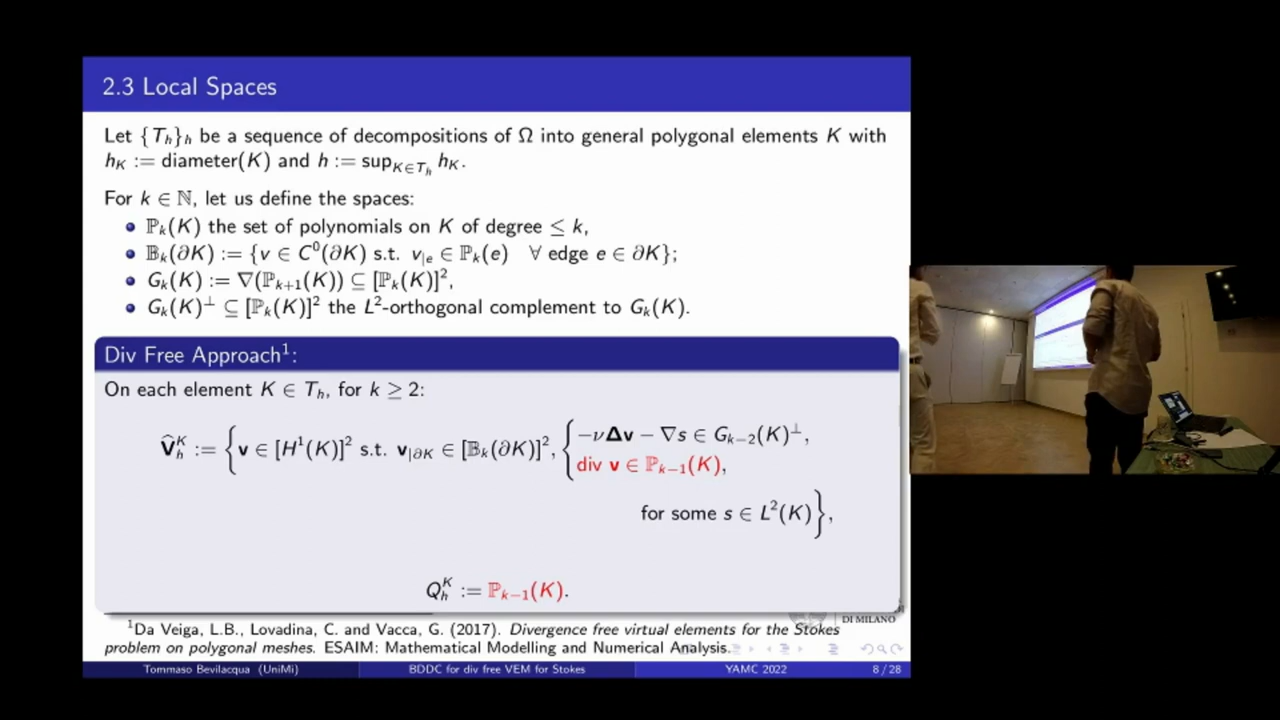 2.3 Local Spaces
Let {T_h}_h be a sequence of decompositions of Ω into general polygonal elements K with
h_K := diameter(K) and h := sup_{K∈T_h} h_K.
For k ∈ ℕ, let us define the spaces:
• ℙ_k(K) the set of polynomials on K of degree ≤ k,
• 𝔹_k(∂K) := {v ∈ C^0(∂K) s.t. v_{|e} ∈ ℙ_k(e) ∀ edge e ∈ ∂K};
• G_k(K) := ∇(ℙ_{k+1}(K)) ⊆ [ℙ_k(K)]^2,
• G_k(K)^⊥ ⊆ [ℙ_k(K)]^2 the L^2-orthogonal complement to G_k(K).
Div Free Approach^1:
On each element K ∈ T_h, for k ≥ 2:
V̂_h^K := { v ∈ [H^1(K)]^2 s.t. v_{|∂K} ∈ [𝔹_k(∂K)]^2, { −νΔv − ∇s ∈ G_{k−2}(K)^⊥,
div v ∈ ℙ_{k−1}(K),
for some s ∈ L^2(K) },
Q_h^K := ℙ_{k−1}(K).
DI MILANO
^1Da Veiga, L.B., Lovadina, C. and Vacca, G. (2017). Divergence free virtual elements for the Stokes
problem on polygonal meshes. ESAIM: Mathematical Modelling and Numerical Analysis.
Tommaso Bevilacqua (UniMi) BDDC for div free VEM for Stokes YAMC 2022 8 / 28